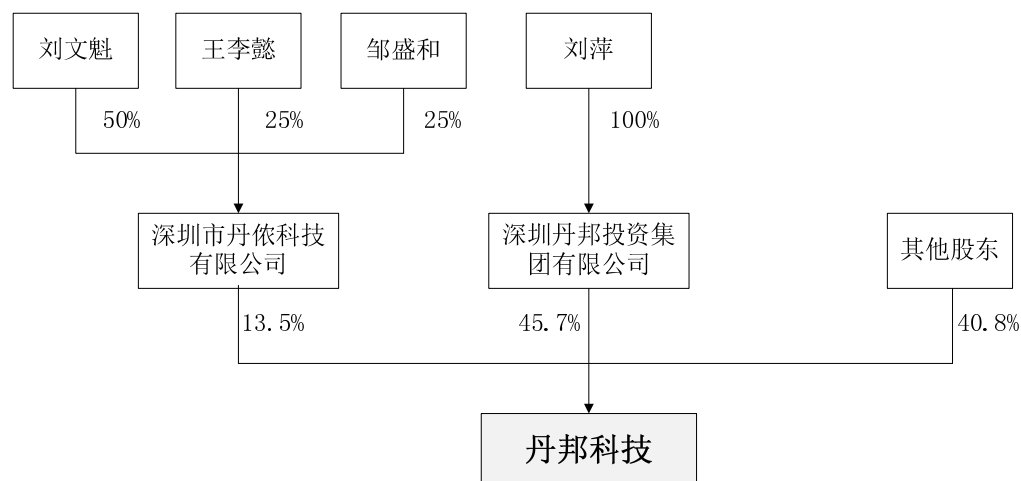 刘文魁
王李懿
邹盛和
刘萍
50%
25%
25%
100%
深圳市丹侬科技
有限公司
深圳丹邦投资集
团有限公司
其他股东
13.5%
45.7%
40.8%
丹邦科技